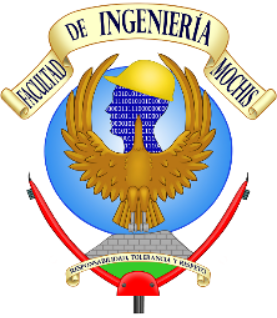 FACULTAD DE INGENIERÍA MOCHIS
RESPONSABILIDAD, TOLERANCIA Y RESPETO